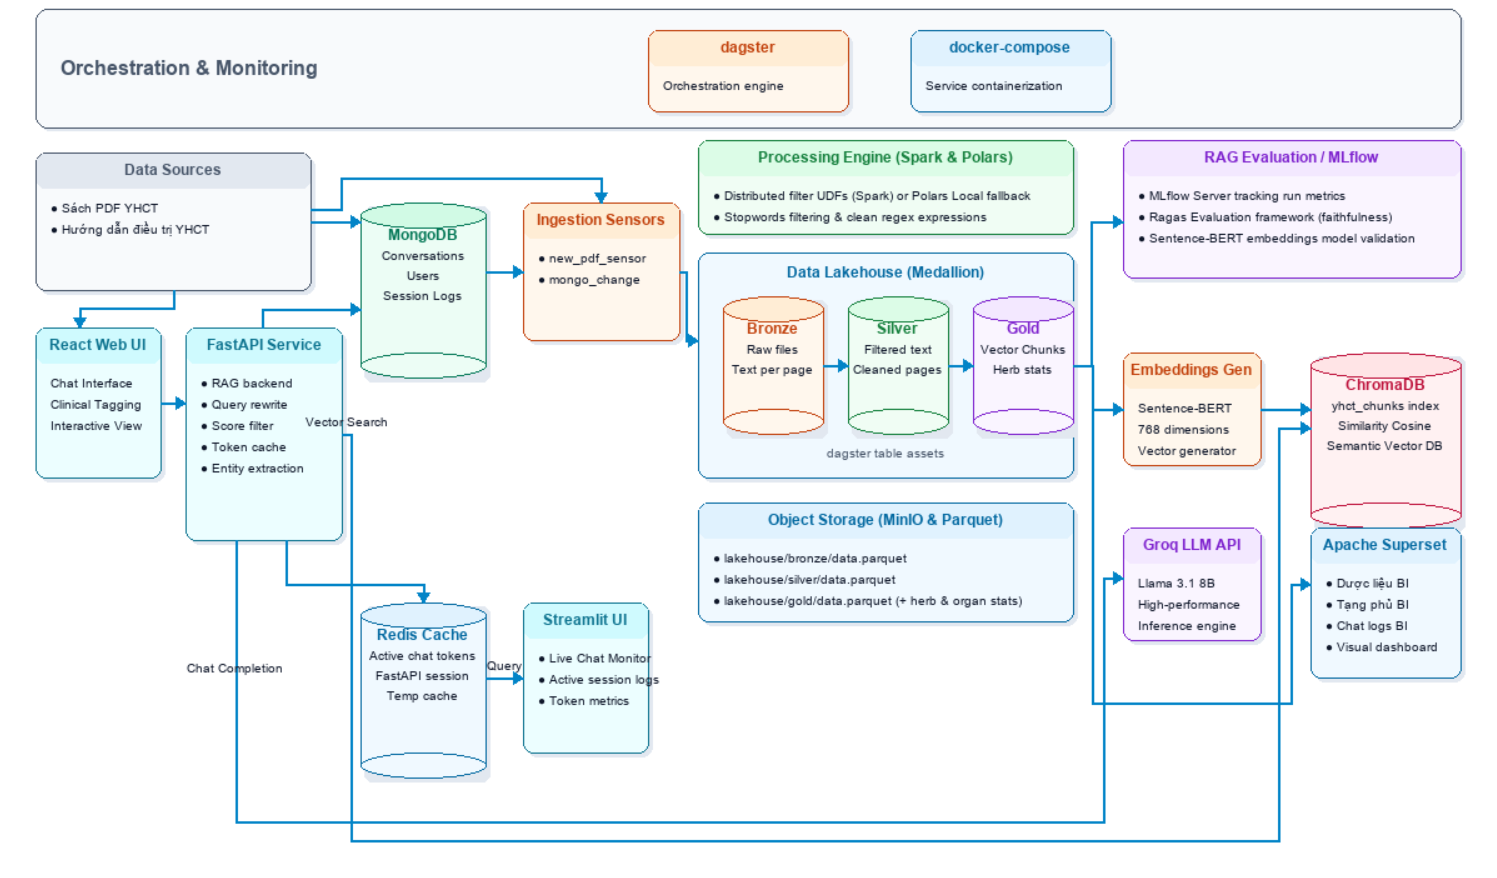 Orchestration & Monitoring
dagster
Orchestration engine
docker-compose
Service containerization
Data Sources
● Sách PDF YHCT
● Hướng dẫn điều trị YHCT
MongoDB
Conversations
Users
Session Logs
Ingestion Sensors
● new_pdf_sensor
● mongo_change
Processing Engine (Spark & Polars)
● Distributed filter UDFs (Spark) or Polars Local fallback
● Stopwords filtering & clean regex expressions
RAG Evaluation / MLflow
● MLflow Server tracking run metrics
● Ragas Evaluation framework (faithfulness)
● Sentence-BERT embeddings model validation
Data Lakehouse (Medallion)
Bronze
Raw files
Text per page
Silver
Filtered text
Cleaned pages
Gold
Vector Chunks
Herb stats
dagster table assets
React Web UI
Chat Interface
Clinical Tagging
Interactive View
FastAPI Service
● RAG backend
● Query rewrite
● Score filter
● Token cache
● Entity extraction
Vector Search
Embeddings Gen
Sentence-BERT
768 dimensions
Vector generator
ChromaDB
yhct_chunks index
Similarity Cosine
Semantic Vector DB
Object Storage (MinIO & Parquet)
● lakehouse/bronze/data.parquet
● lakehouse/silver/data.parquet
● lakehouse/gold/data.parquet (+ herb & organ stats)
Groq LLM API
Llama 3.1 8B
High-performance
Inference engine
Apache Superset
● Dược liệu BI
● Tạng phủ BI
● Chat logs BI
● Visual dashboard
Redis Cache
Active chat tokens
FastAPI session
Temp cache
Query
Streamlit UI
● Live Chat Monitor
● Active session logs
● Token metrics
Chat Completion